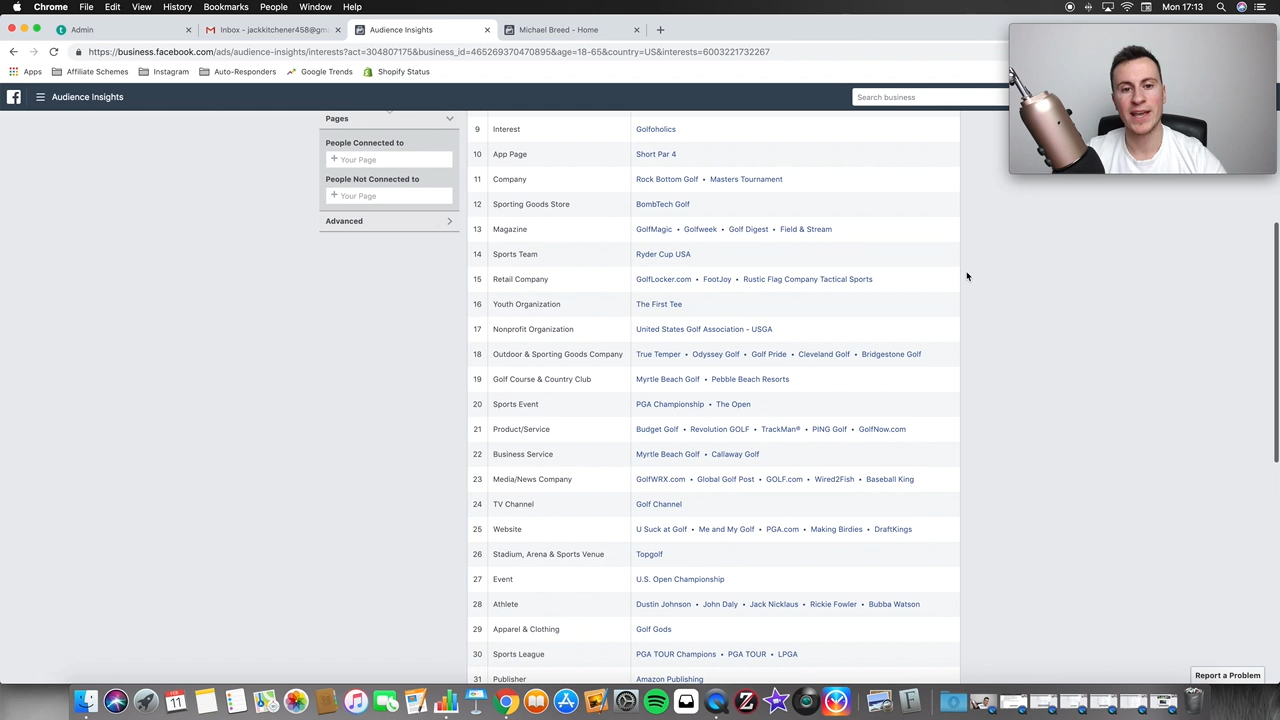 Chrome File Edit View History Bookmarks People Window Help Mon 17:13
Admin Inbox - jackkitchener458@gm Audience Insights Michael Breed - Home
https://business.facebook.com/ads/audience-insights/interests?act=304807175&business_id=465269370470895&age=18-65&country=US&interests=6003221732267
Apps Affiliate Schemes Instagram Auto-Responders Google Trends Shopify Status
Audience Insights Search business
Pages
People Connected to
+ Your Page
People Not Connected to
+ Your Page
Advanced
9 Interest Golfoholics
10 App Page Short Par 4
11 Company Rock Bottom Golf • Masters Tournament
12 Sporting Goods Store BombTech Golf
13 Magazine GolfMagic • Golfweek • Golf Digest • Field & Stream
14 Sports Team Ryder Cup USA
15 Retail Company GolfLocker.com • FootJoy • Rustic Flag Company Tactical Sports
16 Youth Organization The First Tee
17 Nonprofit Organization United States Golf Association - USGA
18 Outdoor & Sporting Goods Company True Temper • Odyssey Golf • Golf Pride • Cleveland Golf • Bridgestone Golf
19 Golf Course & Country Club Myrtle Beach Golf • Pebble Beach Resorts
20 Sports Event PGA Championship • The Open
21 Product/Service Budget Golf • Revolution GOLF • TrackMan® • PING Golf • GolfNow.com
22 Business Service Myrtle Beach Golf • Callaway Golf
23 Media/News Company GolfWRX.com • Global Golf Post • GOLF.com • Wired2Fish • Baseball King
24 TV Channel Golf Channel
25 Website U Suck at Golf • Me and My Golf • PGA.com • Making Birdies • DraftKings
26 Stadium, Arena & Sports Venue Topgolf
27 Event U.S. Open Championship
28 Athlete Dustin Johnson • John Daly • Jack Nicklaus • Rickie Fowler • Bubba Watson
29 Apparel & Clothing Golf Gods
30 Sports League PGA TOUR Champions • PGA TOUR • LPGA
31 Publisher Amazon Publishing
Report a Problem